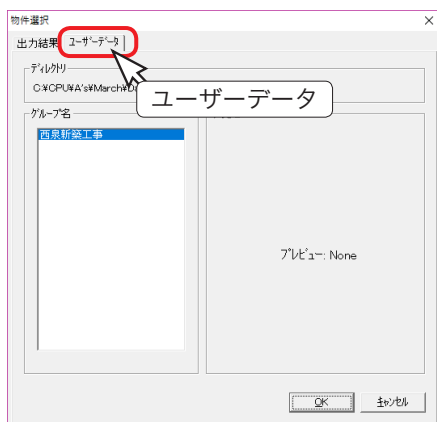 物件選択
出力結果 ユーザーデータ
ディレクトリ
C:¥CPU¥A's¥March¥D
ユーザーデータ
グループ名
西泉新築工事
プレビュー: None
OK キャンセル